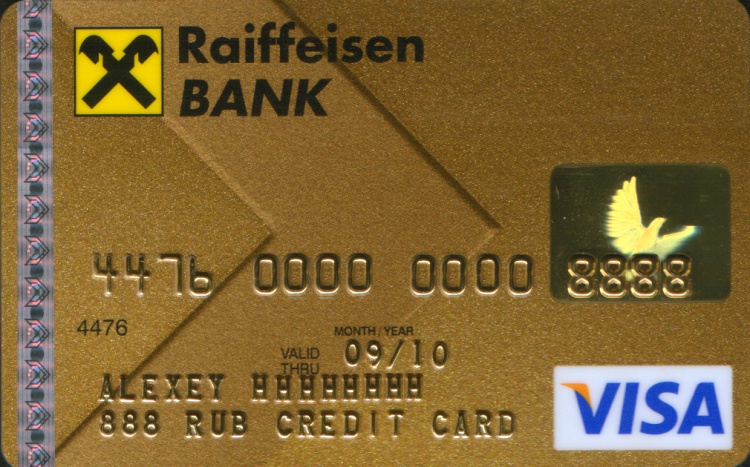 Raiffeisen
BANK
4476 0000 0000 8888
4476
MONTH/YEAR
VALID THRU 09/10
ALEXEY HHHHHHHH
888 RUB CREDIT CARD
VISA